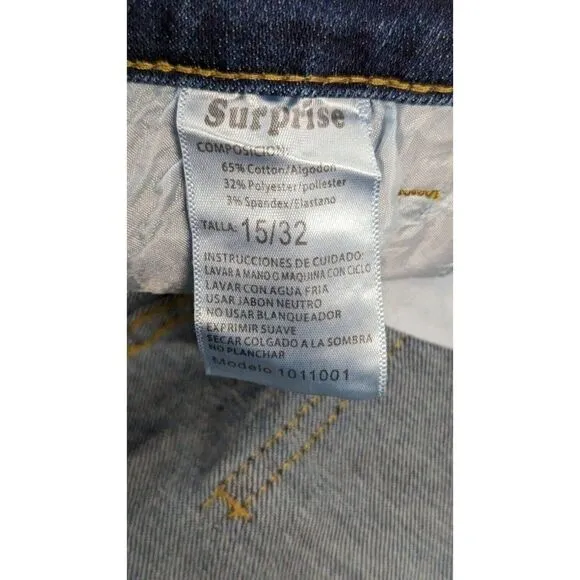 Surprise
COMPOSICION:
65% Cotton/Algodon
32% Polyester/poliester
3% Spandex/Elastano
TALLA: 15/32
INSTRUCCIONES DE CUIDADO:
LAVAR A MANO O MAQUINA CON CICLO
LAVAR CON AGUA FRIA
USAR JABON NEUTRO
NO USAR BLANQUEADOR
EXPRIMIR SUAVE
SECAR COLGADO A LA SOMBRA
NO PLANCHAR
Modelo 1011001